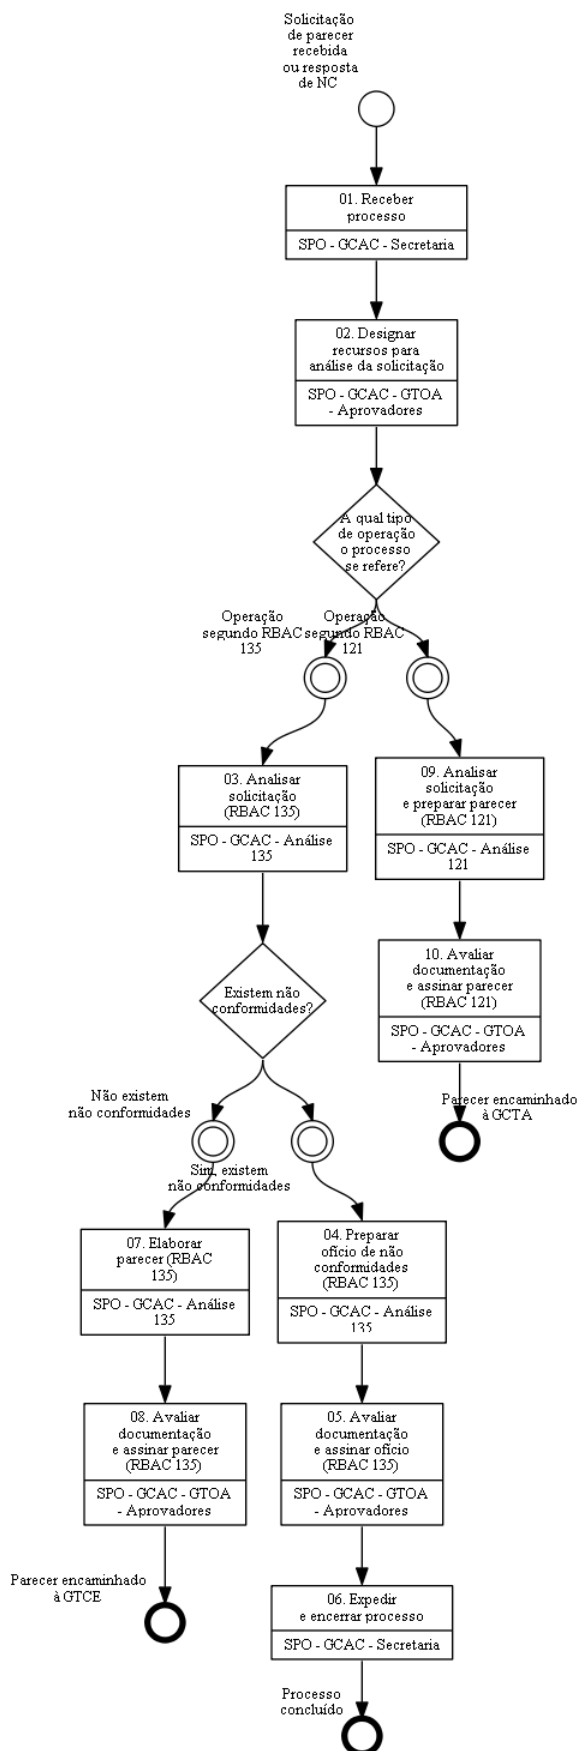 Solicitação
de parecer
recebida
ou resposta
de NC
01. Receber
processo
SPO - GCAC - Secretaria
02. Designar
recursos para
análise da solicitação
SPO - GCAC - GTOA
- Aprovadores
A qual tipo
de operação
o processo
se refere?
Operação
segundo RBAC
135
Operação
segundo RBAC
121
03. Analisar
solicitação
(RBAC 135)
SPO - GCAC - Análise
135
09. Analisar
solicitação
e preparar parecer
(RBAC 121)
SPO - GCAC - Análise
121
Existem não
conformidades?
10. Avaliar
documentação
e assinar parecer
(RBAC 121)
SPO - GCAC - GTOA
- Aprovadores
Não existem
não conformidades
Parecer encaminhado
à GCTA
Sim, existem
não conformidades
07. Elaborar
parecer (RBAC
135)
SPO - GCAC - Análise
135
04. Preparar
ofício de não
conformidades
(RBAC 135)
SPO - GCAC - Análise
135
08. Avaliar
documentação
e assinar parecer
(RBAC 135)
SPO - GCAC - GTOA
- Aprovadores
05. Avaliar
documentação
e assinar ofício
(RBAC 135)
SPO - GCAC - GTOA
- Aprovadores
Parecer encaminhado
à GTCE
06. Expedir
e encerrar processo
SPO - GCAC - Secretaria
Processo
concluído